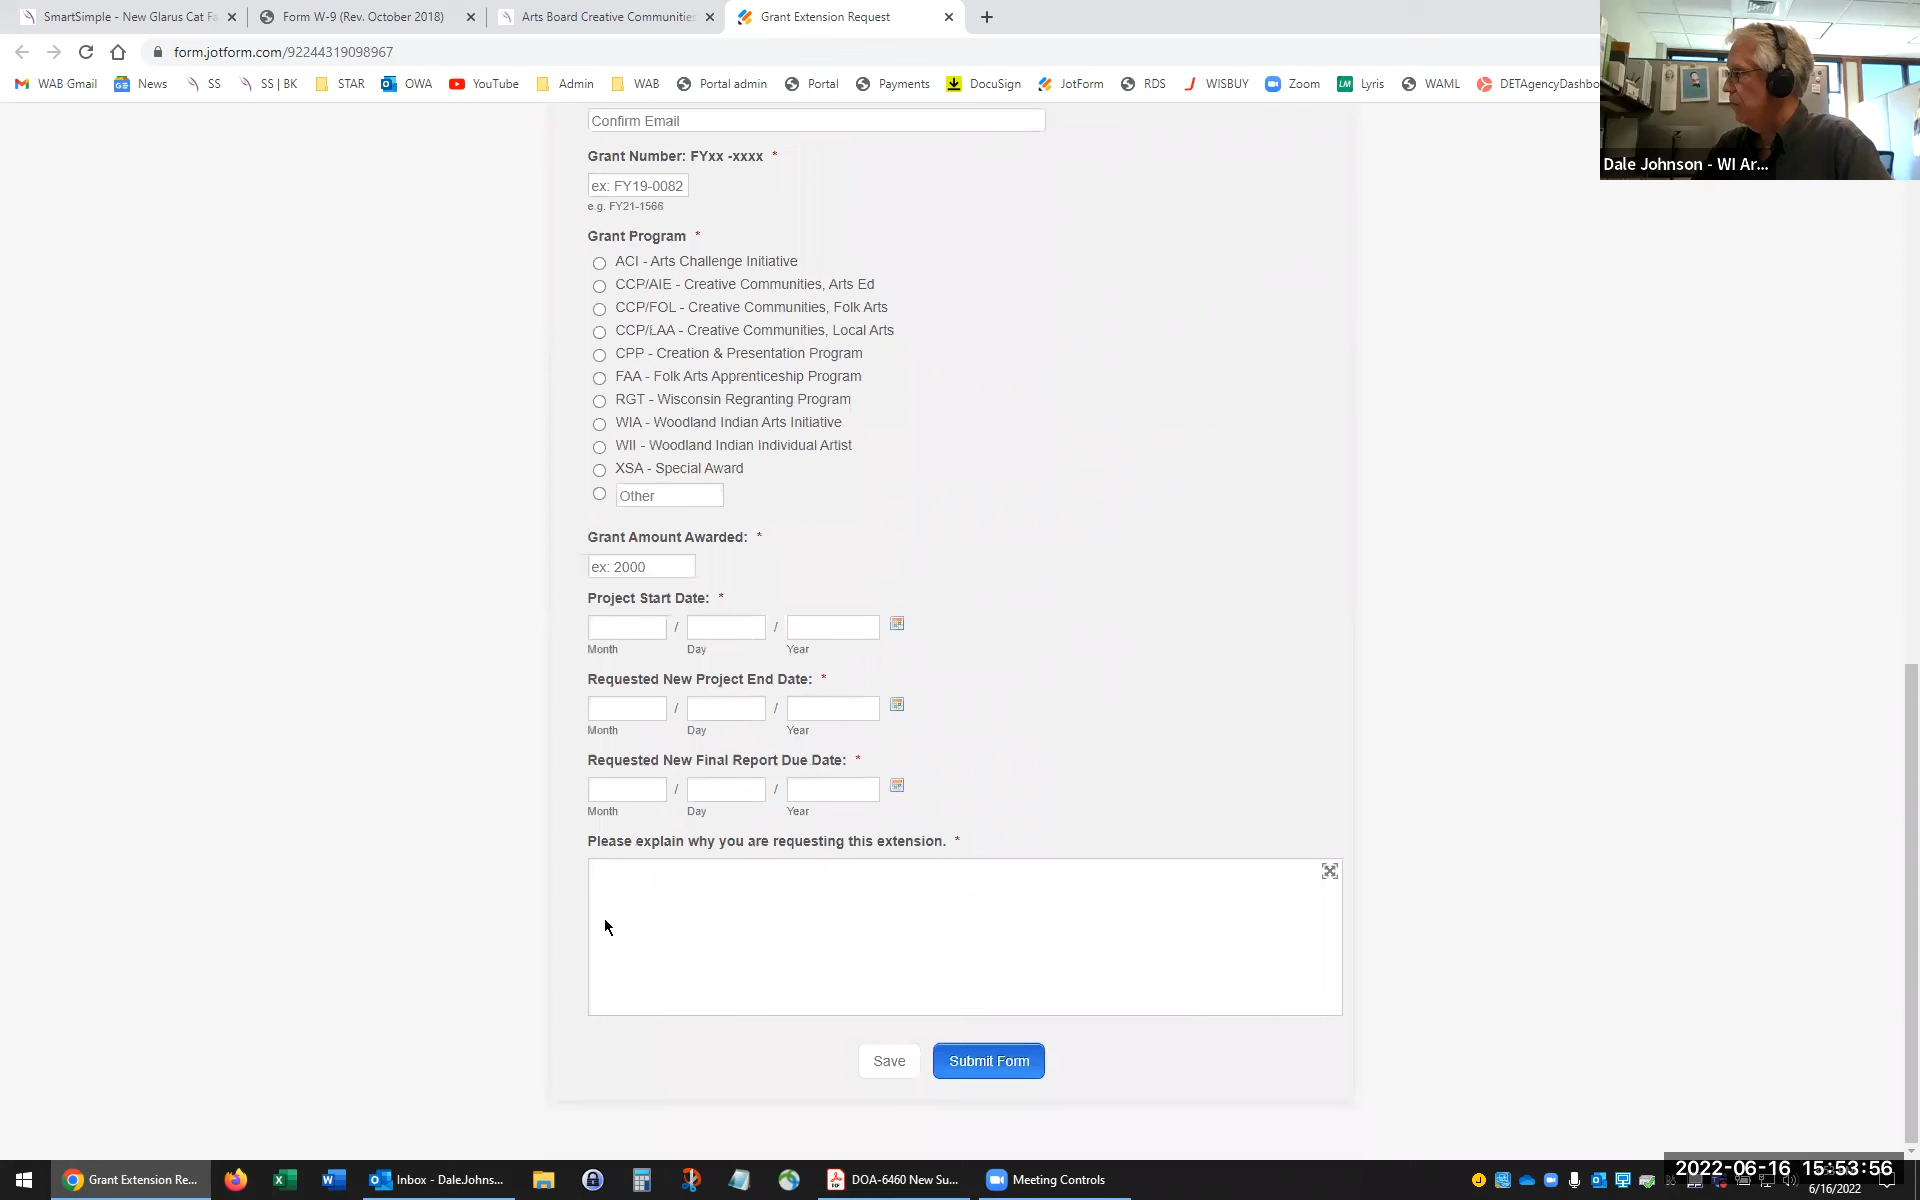 SmartSimple - New Glarus Cat Fa
Form W-9 (Rev. October 2018)
Arts Board Creative Communities
Grant Extension Request
form.jotform.com/92244319098967
WAB Gmail
News
SS
SS | BK
STAR
OWA
YouTube
Admin
WAB
Portal admin
Portal
Payments
DocuSign
JotForm
RDS
WISBUY
Zoom
Lyris
WAML
DETAgencyDashbo
Dale Johnson - WI Ar...
Confirm Email
Grant Number: FYxx -xxxx *
ex: FY19-0082
e.g. FY21-1566
Grant Program *
ACI - Arts Challenge Initiative
CCP/AIE - Creative Communities, Arts Ed
CCP/FOL - Creative Communities, Folk Arts
CCP/LAA - Creative Communities, Local Arts
CPP - Creation & Presentation Program
FAA - Folk Arts Apprenticeship Program
RGT - Wisconsin Regranting Program
WIA - Woodland Indian Arts Initiative
WII - Woodland Indian Individual Artist
XSA - Special Award
Other
Grant Amount Awarded: *
ex: 2000
Project Start Date: *
/ /
Month Day Year
Requested New Project End Date: *
/ /
Month Day Year
Requested New Final Report Due Date: *
/ /
Month Day Year
Please explain why you are requesting this extension. *
Save
Submit Form
Grant Extension Re...
Inbox - DaleJohns...
DOA-6460 New Su...
Meeting Controls
2022-06-16 15:53:56
6/16/2022